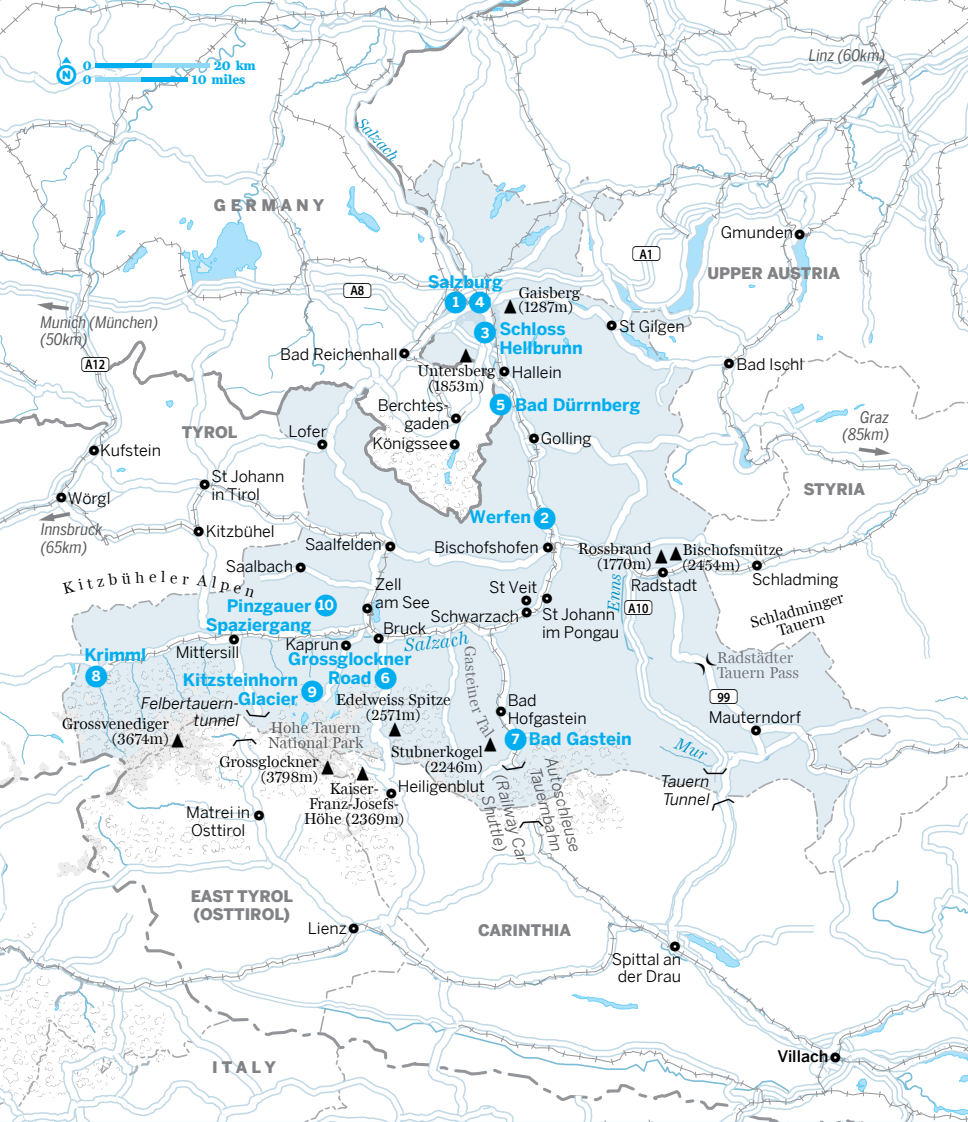 0 20 km
N
0 10 miles
Linz (60km)
Salzach
GERMANY
Gmunden
A1
UPPER AUSTRIA
Salzburg
1 4
A8
Gaisberg
(1287m)
Munich (München)
(50km)
St Gilgen
3 Schloss
Hellbrunn
Bad Reichenhall
A12
Bad Ischl
Untersberg
(1853m)
Hallein
Berchtes-
gaden
5 Bad Dürrnberg
Graz
(85km)
TYROL
Lofer
Königssee
Golling
Kufstein
St Johann
in Tirol
STYRIA
Wörgl
Werfen 2
Innsbruck
(65km)
Kitzbühel
Saalfelden
Bischofshofen
Rossbrand
(1770m)
Bischofsmütze
(2454m)
Saalbach
Kitzbüheler Alpen
Radstadt
Schladming
Zell
am See
St Veit
Enns
A10
Pinzgauer 10
Spaziergang
Schwarzach
St Johann
im Pongau
Schladminger
Tauern
Bruck
Salzach
Mittersill
Kaprun
Krimml
8
Grossglockner
Road 6
Gasteiner Tal
Radstädter
Tauern Pass
Kitzsteinhorn
Glacier 9
99
Edelweiss Spitze
(2571m)
Felbertauern-
tunnel
Bad
Hofgastein
Mauterndorf
Grossvenediger
(3674m)
Hohe Tauern
National Park
7 Bad Gastein
Stubnerkogel
(2246m)
Mur
Grossglockner
(3798m)
Kaiser-
Franz-Josefs-
Höhe (2369m)
Heiligenblut
Autoschleuse
Tauernbahn
(Railway Car
Shuttle)
Tauern
Tunnel
Matrei in
Osttirol
EAST TYROL
(OSTTIROL)
Lienz
CARINTHIA
Spittal an
der Drau
Villach
ITALY